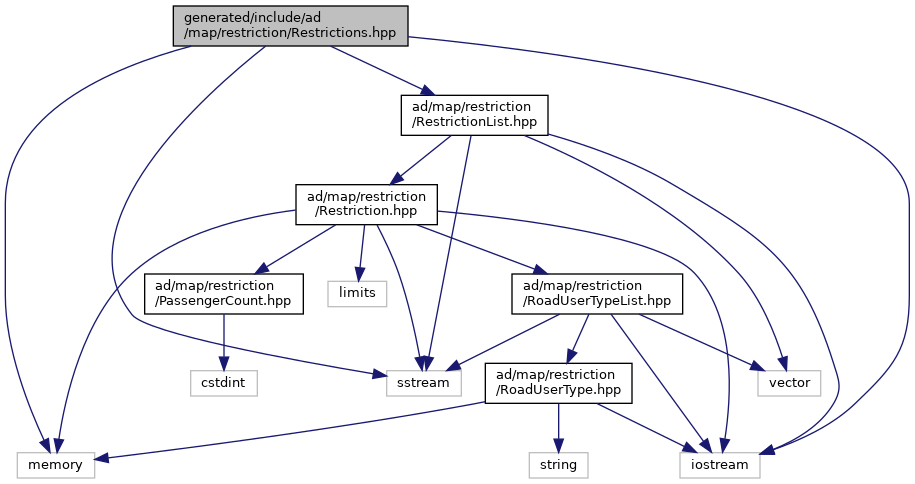 generated/include/ad
/map/restriction/Restrictions.hpp
ad/map/restriction
/RestrictionList.hpp
ad/map/restriction
/Restriction.hpp
ad/map/restriction
/PassengerCount.hpp
limits
ad/map/restriction
/RoadUserTypeList.hpp
cstdint
sstream
ad/map/restriction
/RoadUserType.hpp
vector
memory
string
iostream